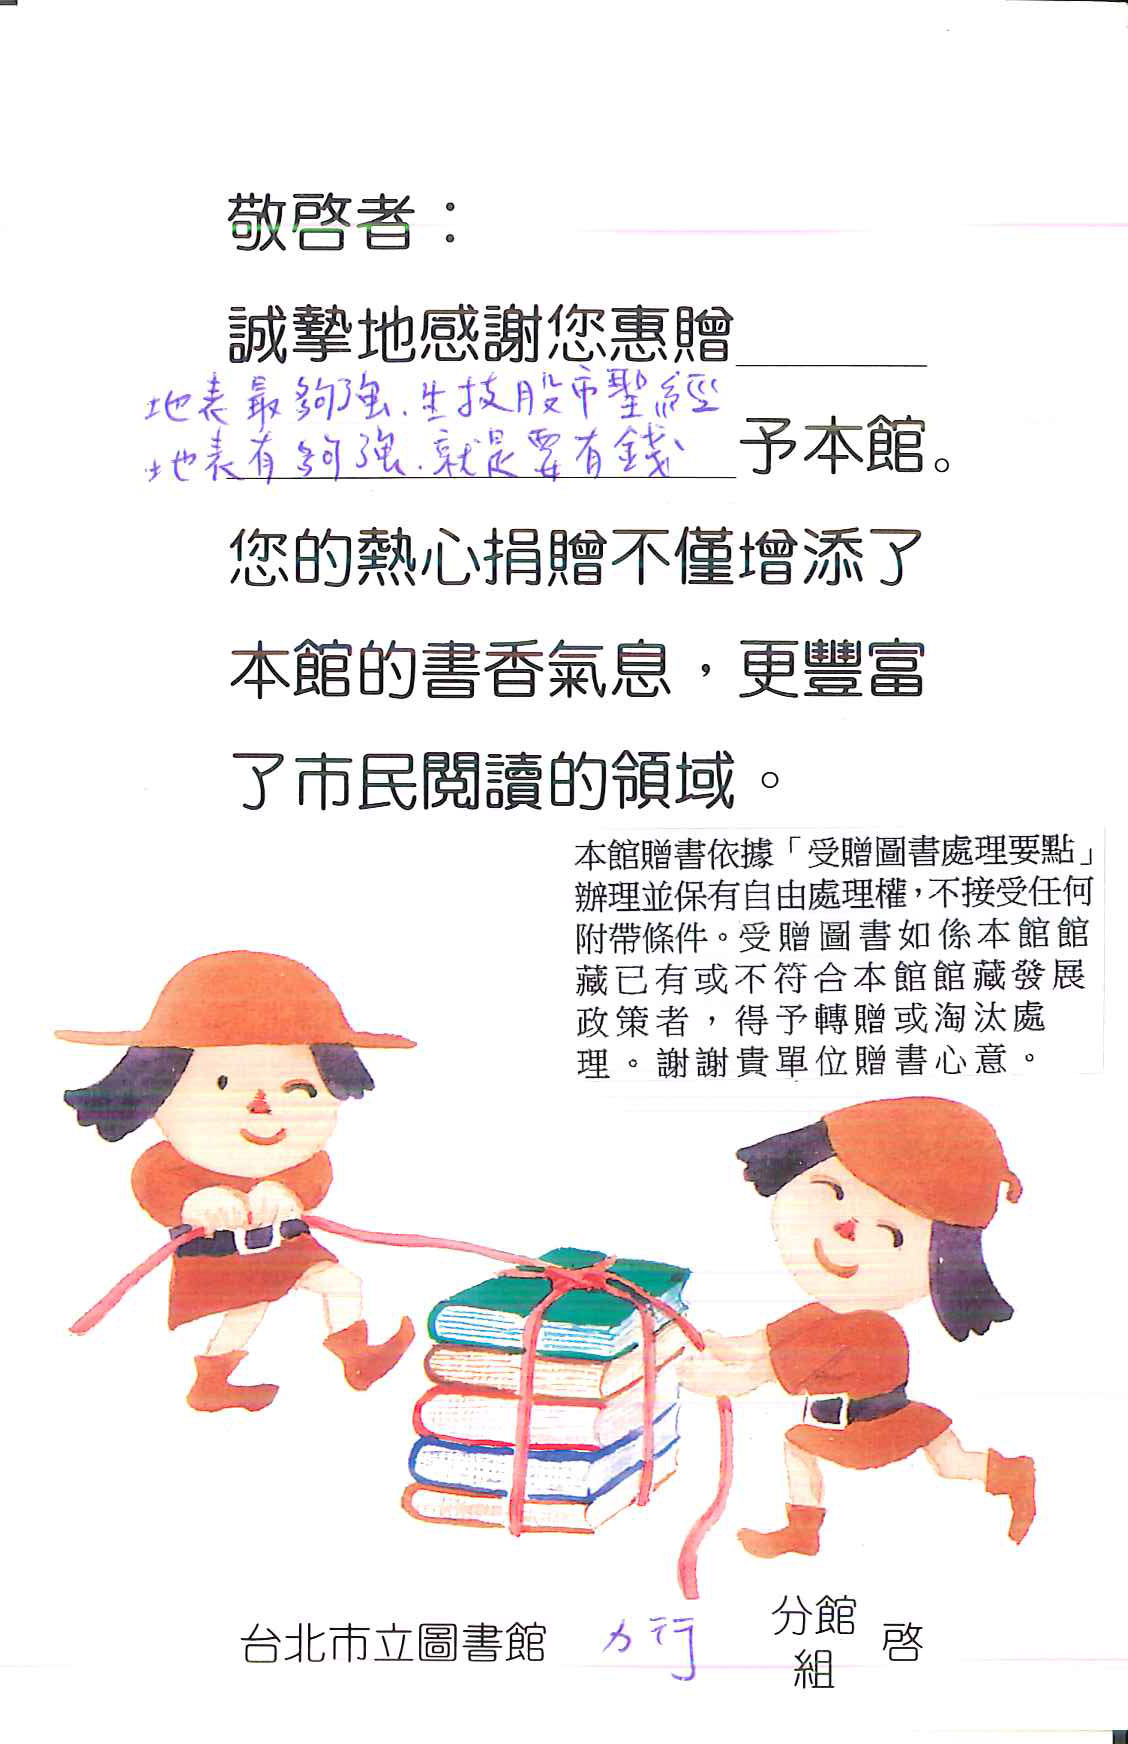 敬啓者：
誠摯地感謝您惠贈
地表最夠強、生技股市聖經
地表有夠強、就是要有錢
予本館。
您的熱心捐贈不僅增添了
本館的書香氣息，更豐富
了市民閱讀的領域。
本館贈書依據「受贈圖書處理要點」
辦理並保有自由處理權，不接受任何
附帶條件。受贈圖書如係本館館
藏已有或不符合本館館藏發展
政策者，得予轉贈或淘汰處
理。謝謝貴單位贈書心意。
台北市立圖書館 力行 分館
組 啓